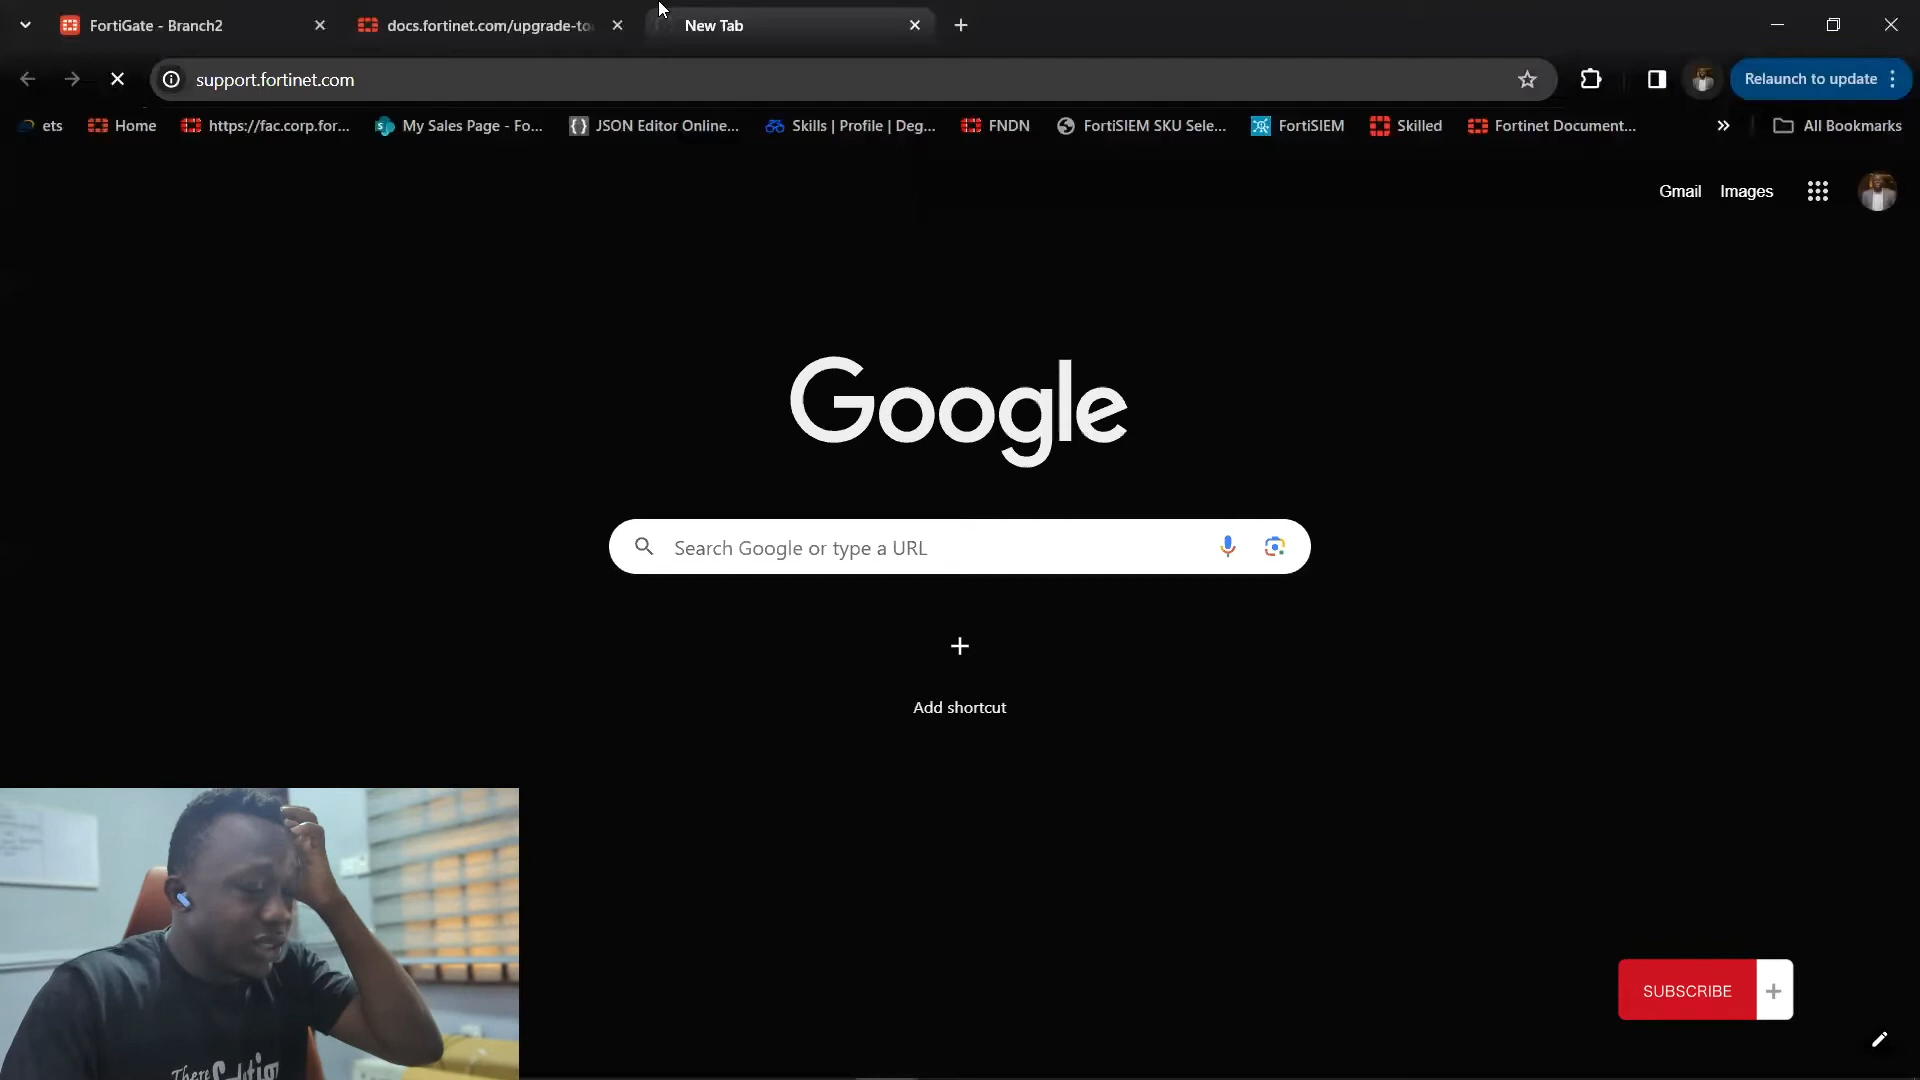 FortiGate - Branch2
docs.fortinet.com/upgrade-to
New Tab
support.fortinet.com
Relaunch to update
ets
Home
https://fac.corp.for...
My Sales Page - Fo...
JSON Editor Online...
Skills | Profile | Deg...
FNDN
FortiSIEM SKU Sele...
FortiSIEM
Skilled
Fortinet Document...
All Bookmarks
Gmail
Images
Google
Search Google or type a URL
Add shortcut
SUBSCRIBE
There